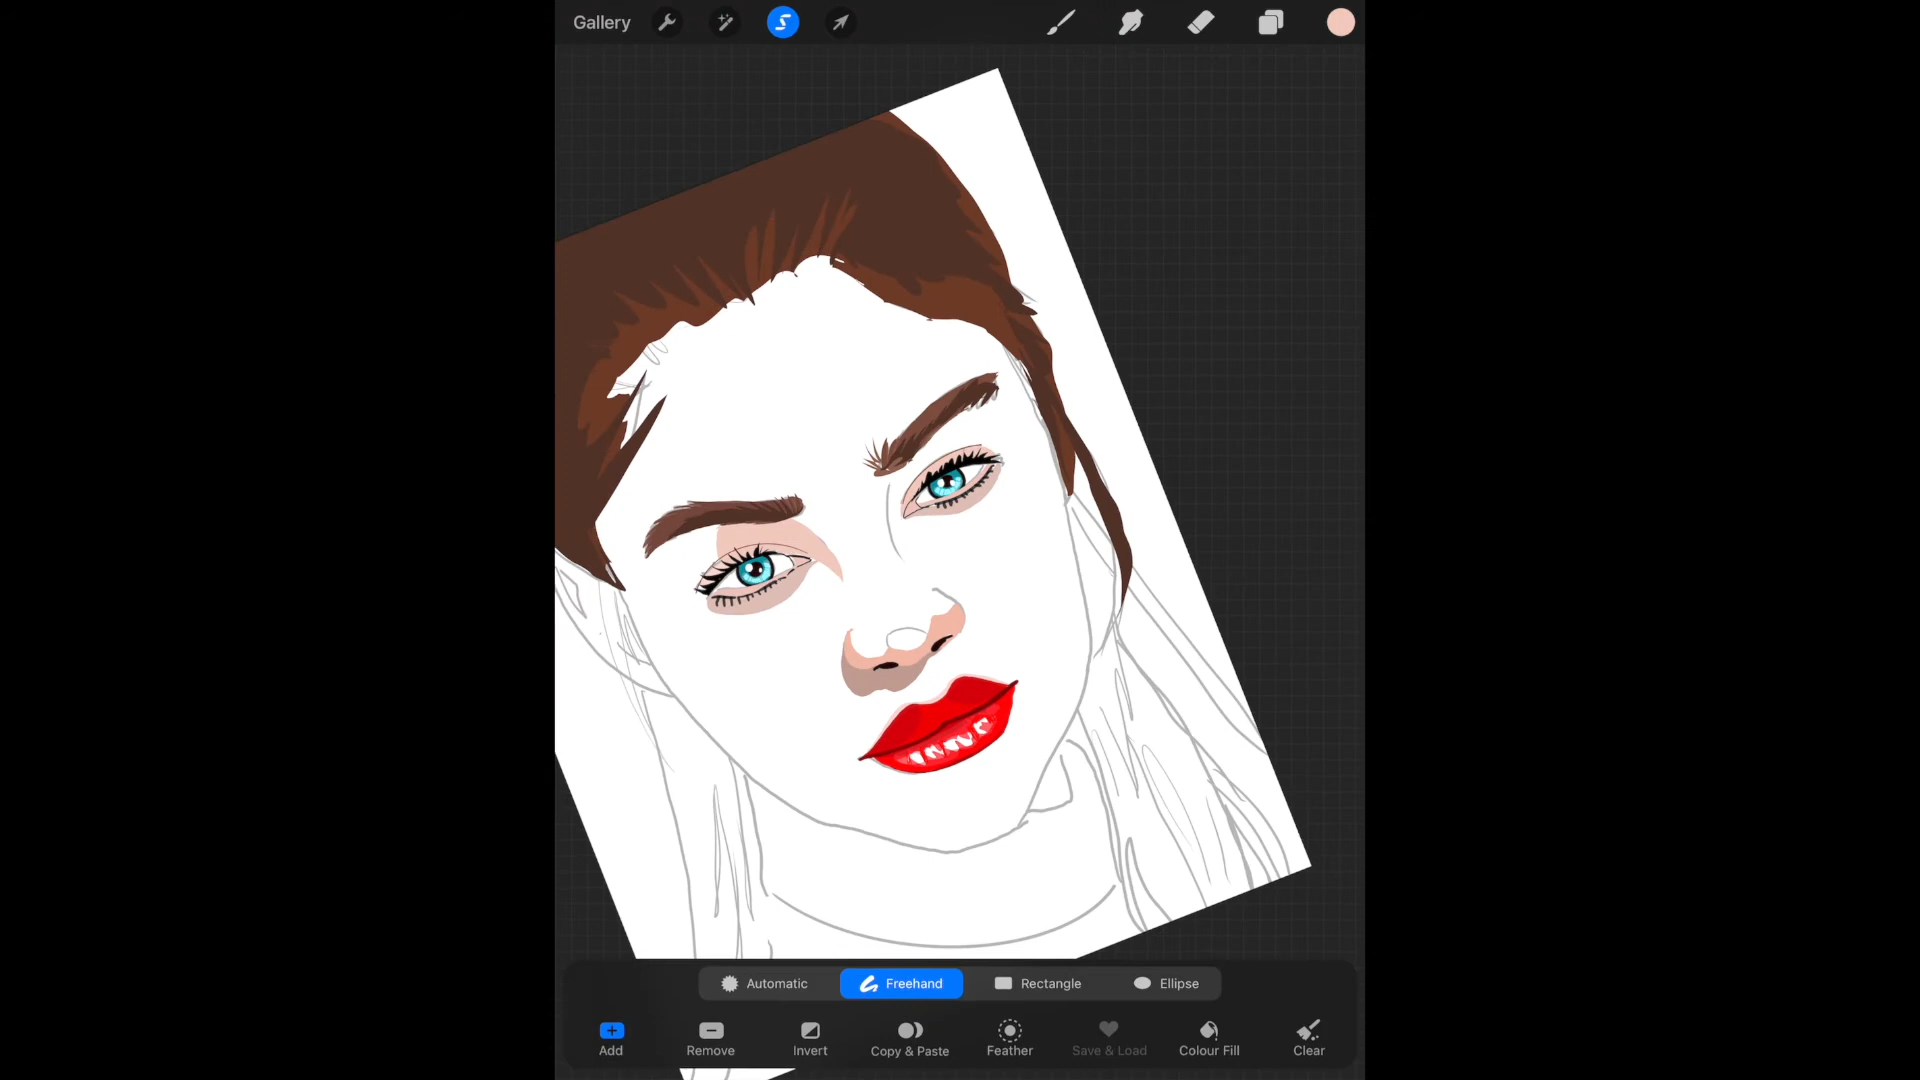 Gallery
Automatic Freehand Rectangle Ellipse
Add Remove Invert Copy & Paste Feather Save & Load Colour Fill Clear